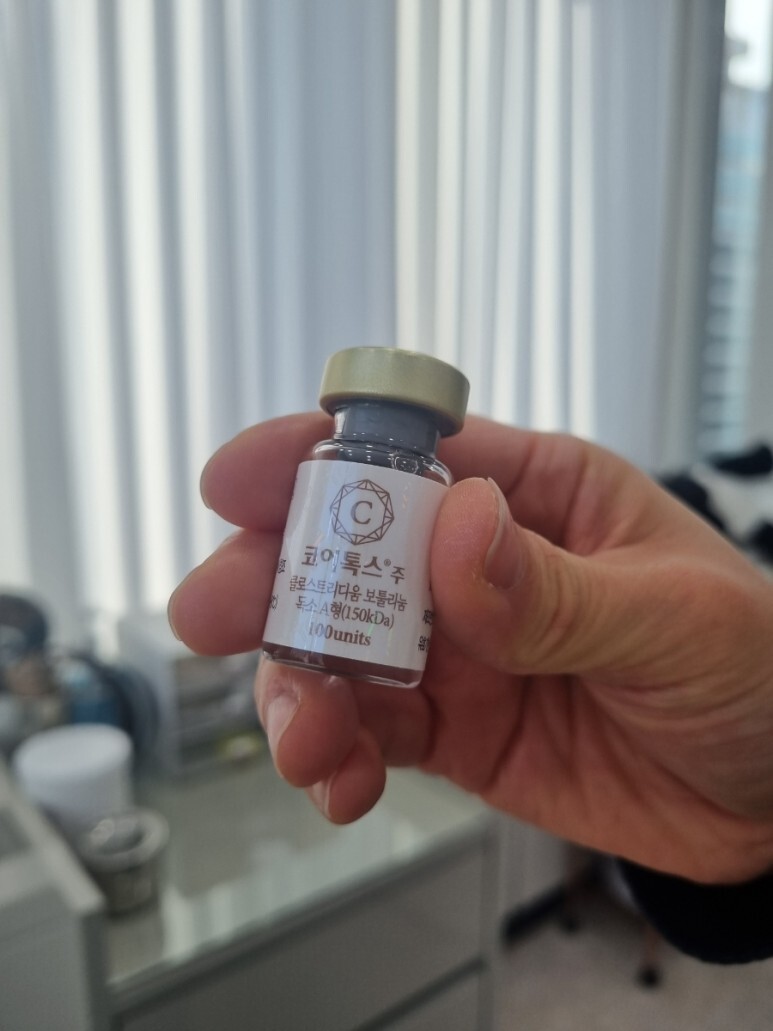 C
코어톡스®주
클로스트리디움 보툴리눔
독소 A형(150kDa)
100units